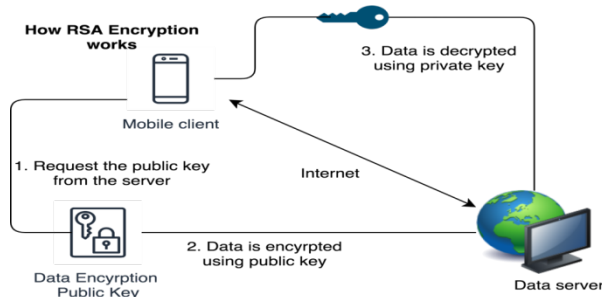 How RSA Encryption
works
3. Data is decrypted
using private key
Mobile client
1. Request the public key
from the server
Internet
2. Data is encyrpted
using public key
Data Encyrption
Public Key
Data server